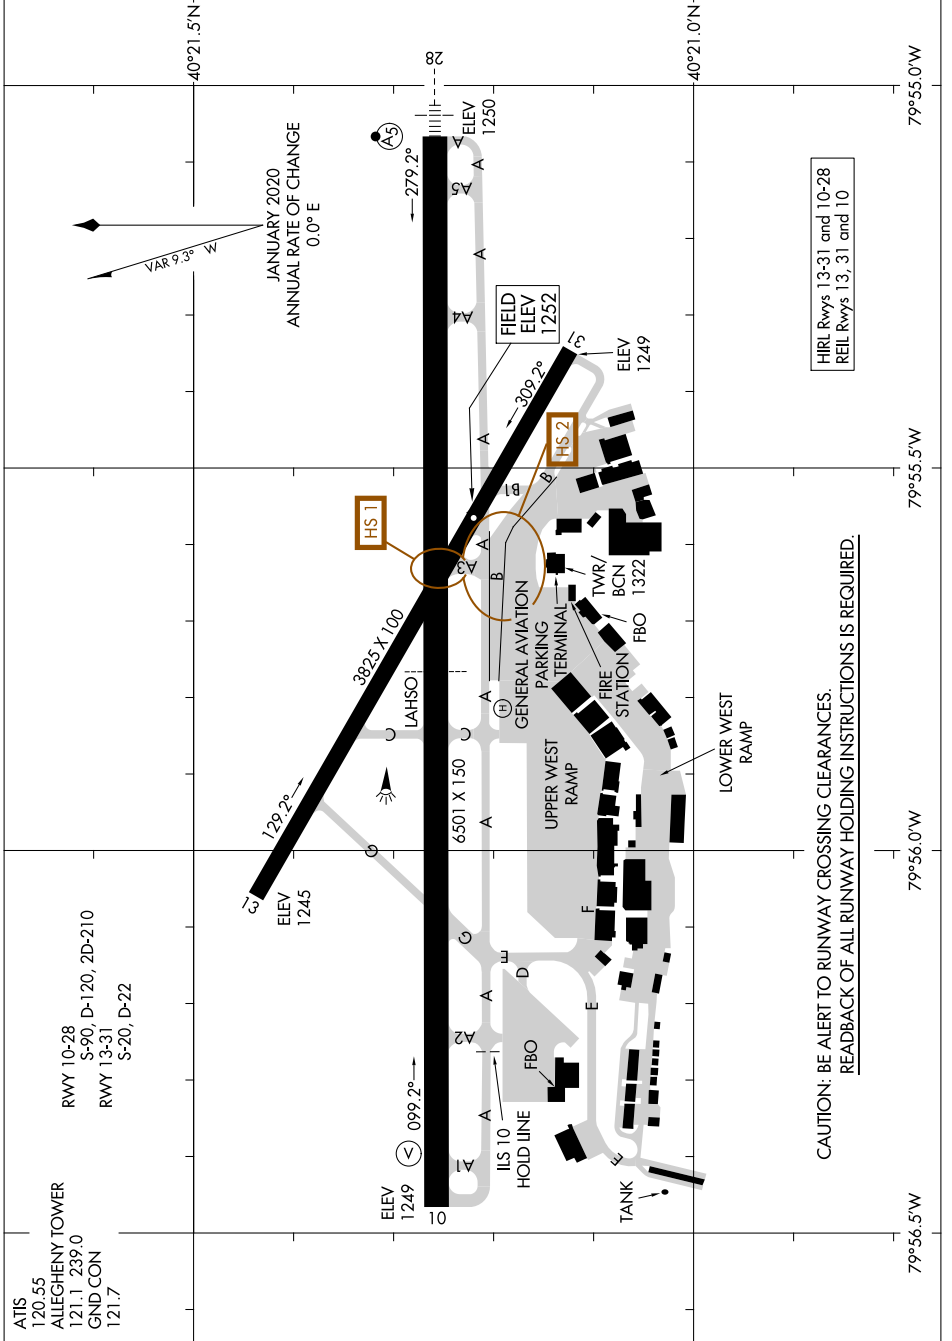 ATIS
120.55
ALLEGHENY TOWER
121.1 239.0
GND CON
121.7
RWY 10-28
S-90, D-120, 2D-210
RWY 13-31
S-20, D-22
40°21.5'N
40°21.0'N
79°55.0'W
79°55.5'W
79°56.0'W
79°56.5'W
VAR 9.3° W
JANUARY 2020
ANNUAL RATE OF CHANGE
0.0° E
28
A5
ELEV
1250
279.2°
A
A
A5
A
A4
FIELD
ELEV
1252
31
ELEV
1249
309.2°
HS 2
HS 1
A
B1
B
A
A3
B
3825 X 100
LAHSO
A
H
GENERAL AVIATION
PARKING
TERMINAL
TWR/
BCN
1322
FBO
FIRE
STATION
C
C
129.2°
13
ELEV
1245
G
G
6501 X 150
A
UPPER WEST
RAMP
LOWER WEST
RAMP
F
E
D
E
A
A2
FBO
ILS 10
HOLD LINE
A
A1
099.2°
V
ELEV
1249
10
E
TANK
HIRL Rwys 13-31 and 10-28
REIL Rwys 13, 31 and 10
CAUTION: BE ALERT TO RUNWAY CROSSING CLEARANCES.
READBACK OF ALL RUNWAY HOLDING INSTRUCTIONS IS REQUIRED.